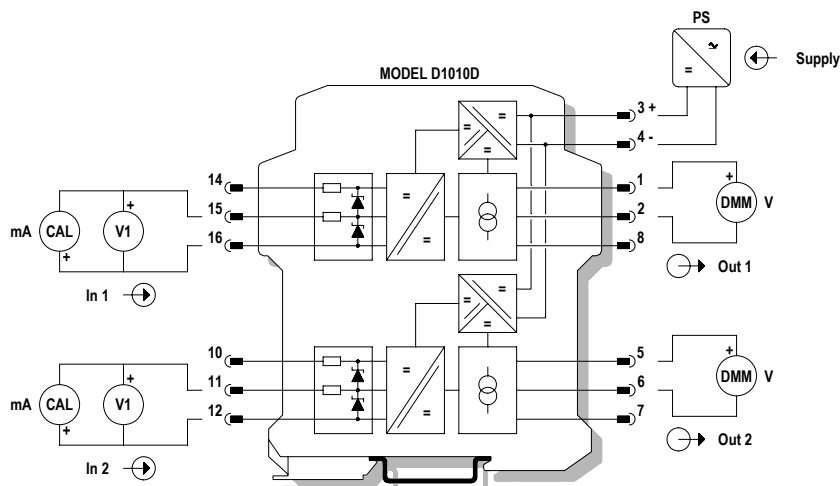 PS
Supply
MODEL D1010D
3 +
4 -
14
15
16
mA
CAL
+
V1
+
In 1
1
2
8
DMM
+
V
Out 1
=
=
=
=
=
10
11
12
mA
CAL
+
V1
+
In 2
5
6
7
DMM
+
V
Out 2
=
=
=
=
=
=